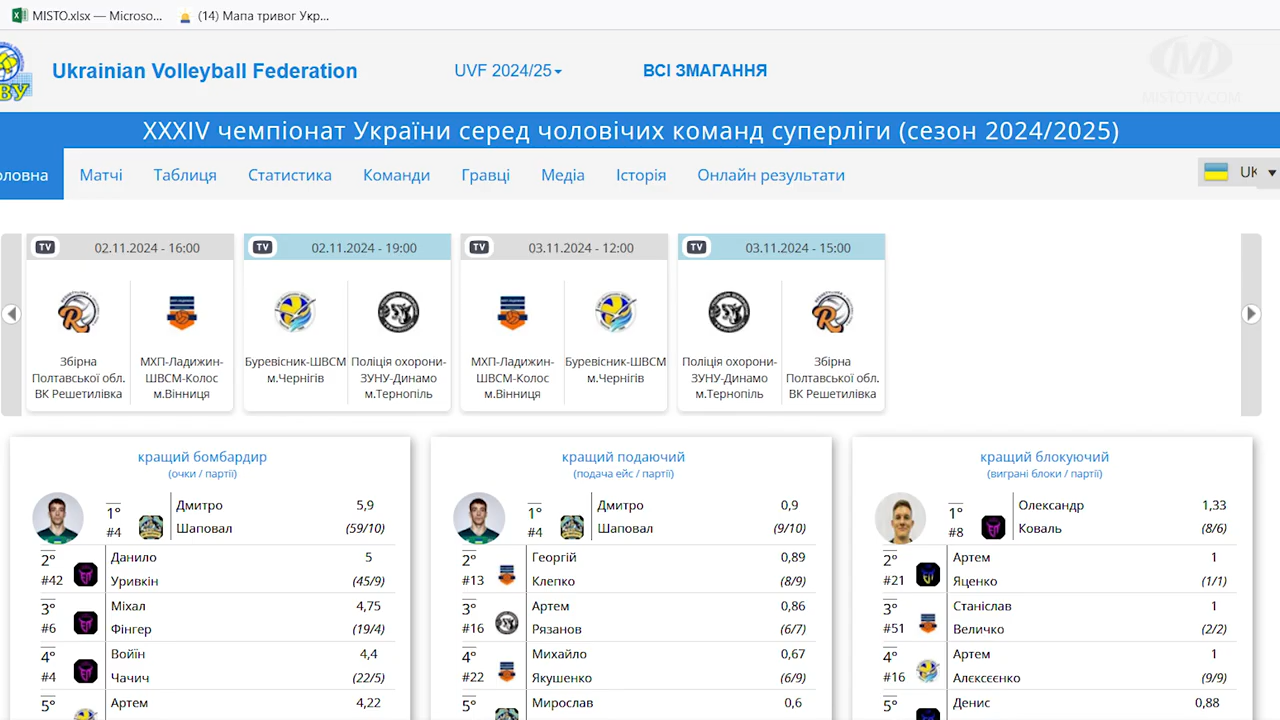 MISTO.xlsx — Microso...
(14) Мапа тривог Укр...
Ukrainian Volleyball Federation
UVF 2024/25
ВСІ ЗМАГАННЯ
MISTOTV.COM
XXXIV чемпіонат України серед чоловічих команд суперліги (сезон 2024/2025)
оловна Матчі Таблиця Статистика Команди Гравці Медіа Історія Онлайн результати UK
TV 02.11.2024 - 16:00
Збірна
Полтавської обл.
ВК Решетилівка
МХП-Ладижин-
ШВСМ-Колос
м.Вінниця
TV 02.11.2024 - 19:00
Буревісник-ШВСМ
м.Чернігів
Поліція охорони-
ЗУНУ-Динамо
м.Тернопіль
TV 03.11.2024 - 12:00
МХП-Ладижин-
ШВСМ-Колос
м.Вінниця
Буревісник-ШВСМ
м.Чернігів
TV 03.11.2024 - 15:00
Поліція охорони-
ЗУНУ-Динамо
м.Тернопіль
Збірна
Полтавської обл.
ВК Решетилівка
кращий бомбардир
(очки / партії)
1° Дмитро 5,9
#4 Шаповал (59/10)
2° Данило 5
#42 Уривкін (45/9)
3° Міхал 4,75
#6 Фінгер (19/4)
4° Войїн 4,4
#4 Чачич (22/5)
5° Артем 4,22
кращий подаючий
(подача ейс / партії)
1° Дмитро 0,9
#4 Шаповал (9/10)
2° Георгій 0,89
#13 Клепко (8/9)
3° Артем 0,86
#16 Рязанов (6/7)
4° Михайло 0,67
#22 Якушенко (6/9)
5° Мирослав 0,6
кращий блокуючий
(виграні блоки / партії)
1° Олександр 1,33
#8 Коваль (8/6)
2° Артем 1
#21 Яценко (1/1)
3° Станіслав 1
#51 Величко (2/2)
4° Артем 1
#16 Алєксєєнко (9/9)
5° Денис 0,88